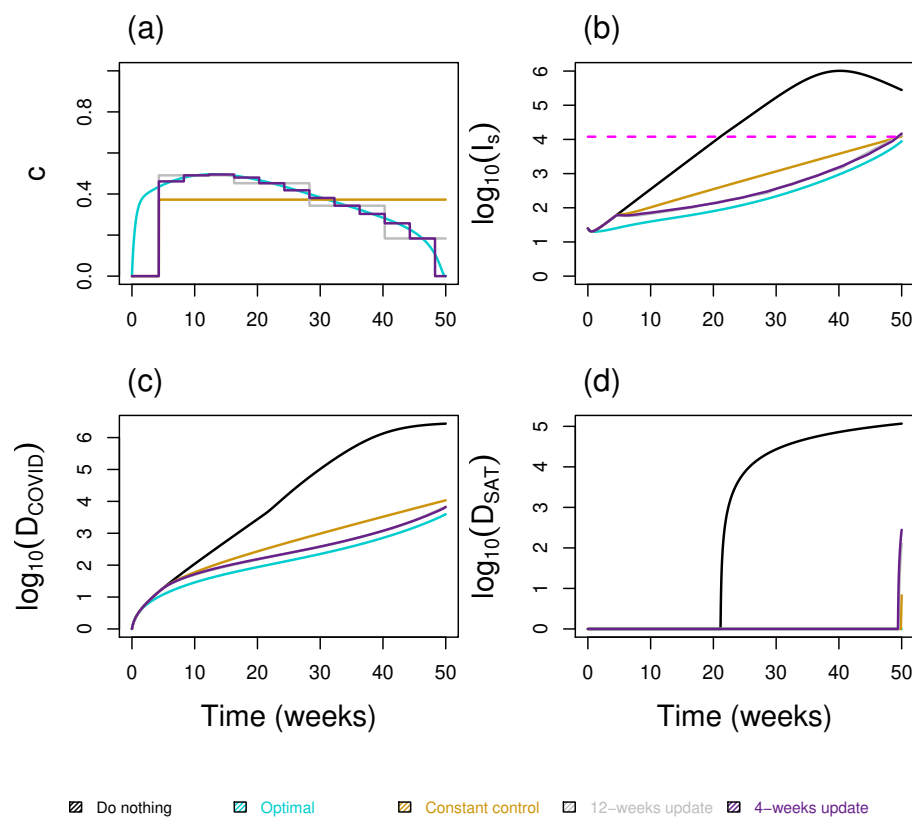 (a)
c
0.0 0.4 0.8
0 10 20 30 40 50
(b)
log10(Is)
0 1 2 3 4 5 6
0 10 20 30 40 50
(c)
log10(DCOVID)
0 1 2 3 4 5 6
0 10 20 30 40 50
Time (weeks)
(d)
log10(DSAT)
0 1 2 3 4 5
0 10 20 30 40 50
Time (weeks)
Do nothing Optimal Constant control 12−weeks update 4−weeks update